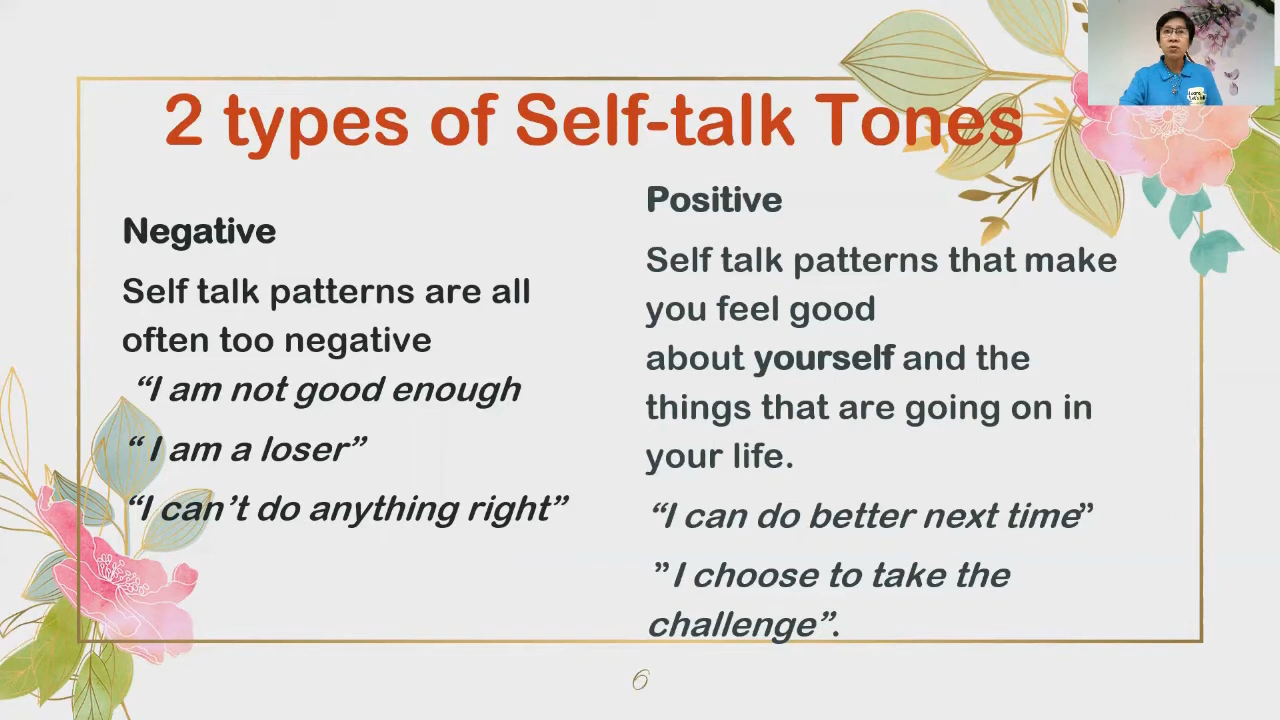 2 types of Self-talk Tones
Negative
Self talk patterns are all
often too negative
“I am not good enough
“ I am a loser”
“I can’t do anything right”
Positive
Self talk patterns that make
you feel good
about yourself and the
things that are going on in
your life.
“I can do better next time”
”I choose to take the
challenge”.
6